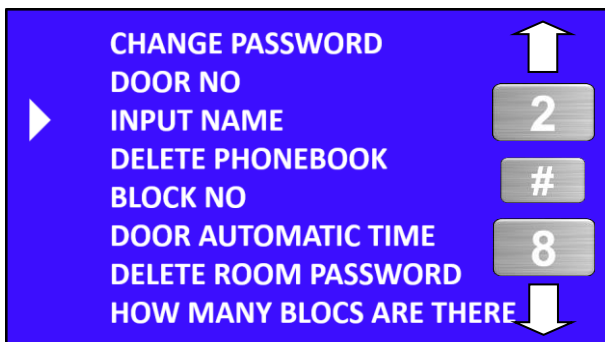 CHANGE PASSWORD
DOOR NO
INPUT NAME
DELETE PHONEBOOK
BLOCK NO
DOOR AUTOMATIC TIME
DELETE ROOM PASSWORD
HOW MANY BLOCS ARE THERE
2
#
8